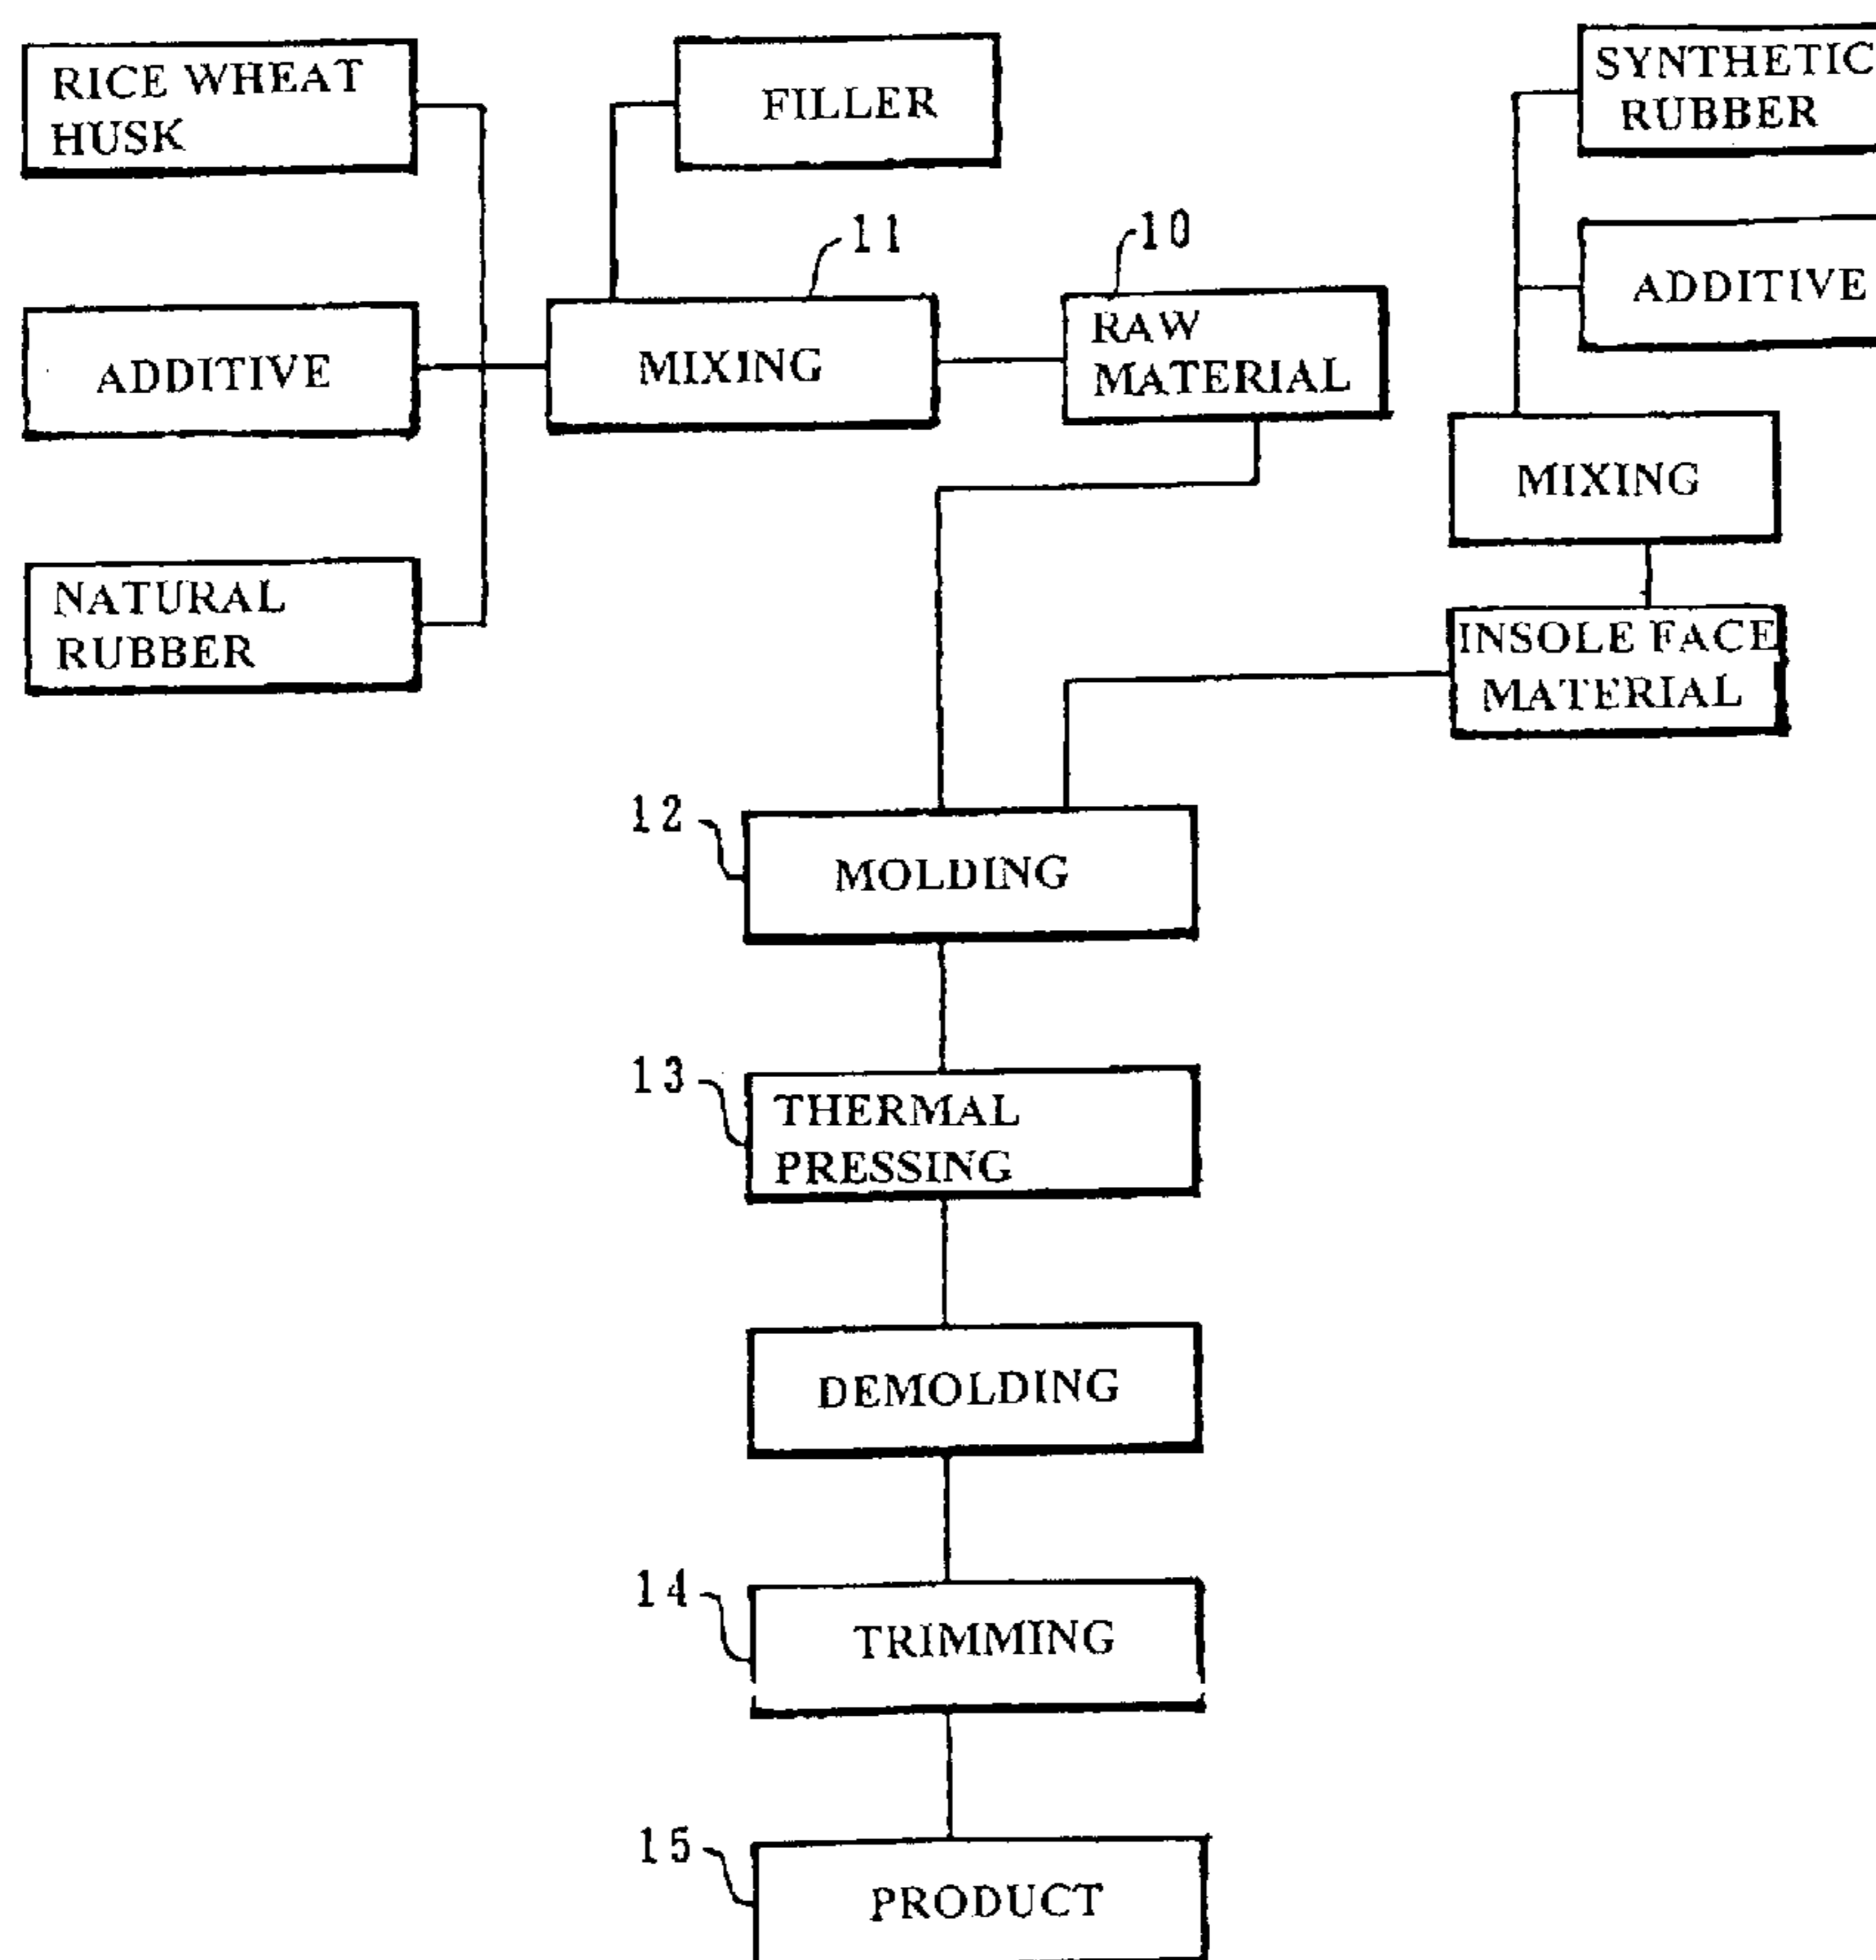 RICE WHEAT
HUSK
FILLER
SYNTHETIC
RUBBER
11
10
ADDITIVE
MIXING
RAW
MATERIAL
ADDITIVE
MIXING
NATURAL
RUBBER
INSOLE FACE
MATERIAL
12
MOLDING
13
THERMAL
PRESSING
DEMOLDING
14
TRIMMING
15
PRODUCT